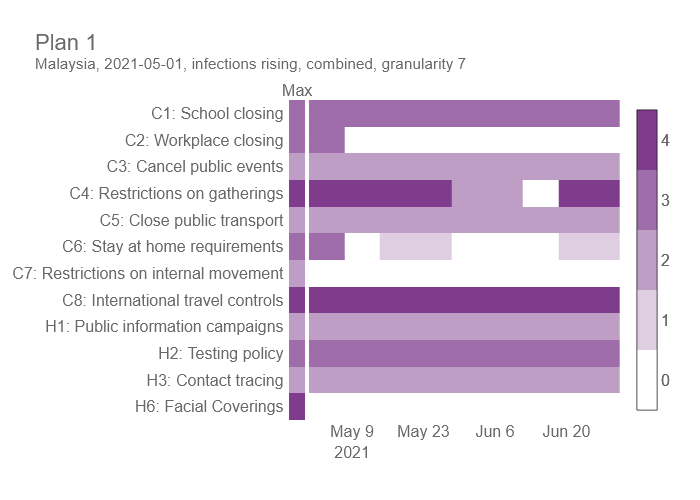 Plan 1
Malaysia, 2021-05-01, infections rising, combined, granularity 7
Max
C1: School closing
C2: Workplace closing
C3: Cancel public events
C4: Restrictions on gatherings
C5: Close public transport
C6: Stay at home requirements
C7: Restrictions on internal movement
C8: International travel controls
H1: Public information campaigns
H2: Testing policy
H3: Contact tracing
H6: Facial Coverings
May 9 May 23 Jun 6 Jun 20
2021
4
3
2
1
0